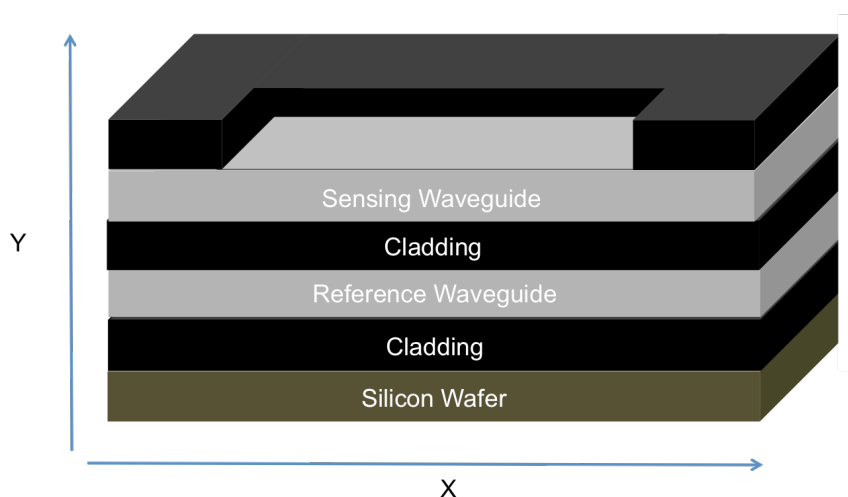 Sensing Waveguide
Y
Cladding
Reference Waveguide
Cladding
Silicon Wafer
X